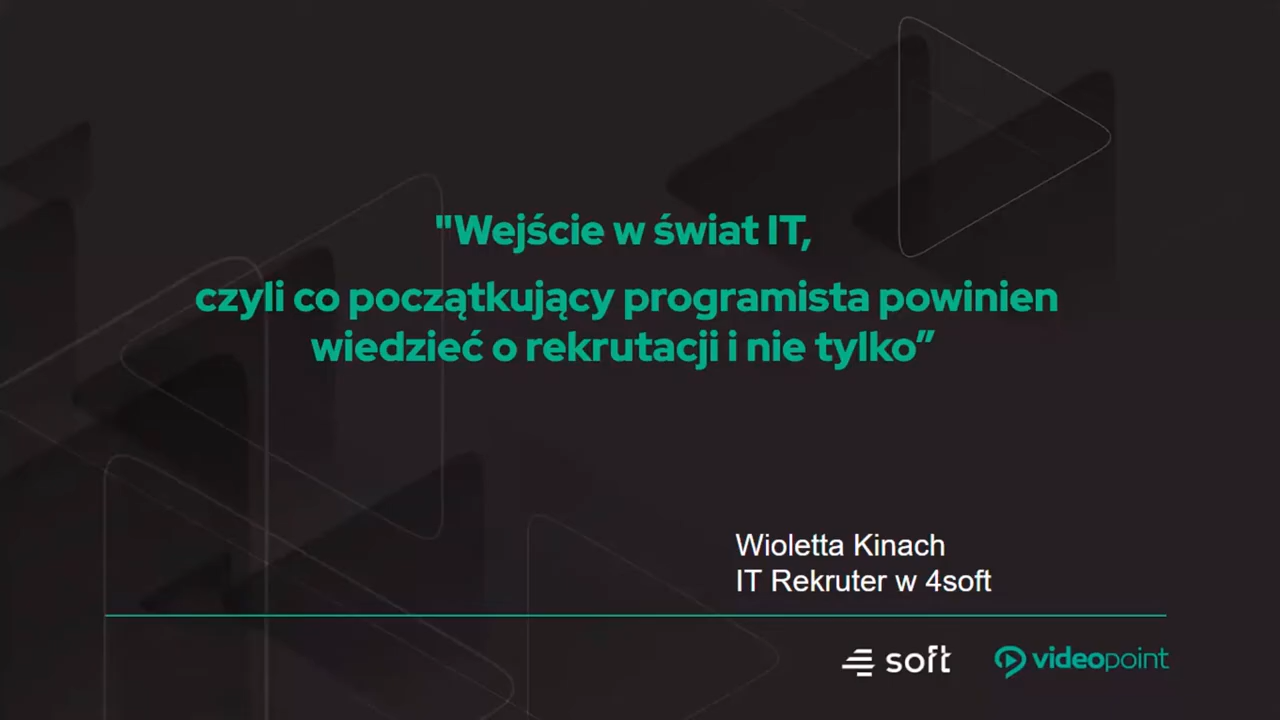 "Wejście w świat IT,
czyli co początkujący programista powinien
wiedzieć o rekrutacji i nie tylko”
Wioletta Kinach
IT Rekruter w 4soft
soft
videopoint